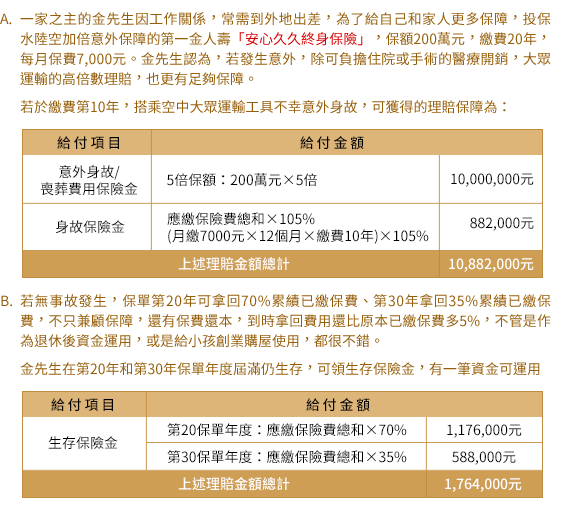 A. 一家之主的金先生因工作關係，常需到外地出差，為了給自己和家人更多保障，投保
水陸空加倍意外保障的第一金人壽「安心久久終身保險」，保額200萬元，繳費20年，
每月保費7,000元。金先生認為，若發生意外，除可負擔住院或手術的醫療開銷，大眾
運輸的高倍數理賠，也更有足夠保障。
若於繳費第10年，搭乘空中大眾運輸工具不幸意外身故，可獲得的理賠保障為：
給付項目 給付金額
意外身故/
喪葬費用保險金 5倍保額：200萬元×5倍 10,000,000元
身故保險金 應繳保險費總和×105% 882,000元
(月繳7000元×12個月×繳費10年)×105%
上述理賠金額總計 10,882,000元
B. 若無事故發生，保單第20年可拿回70%累績已繳保費、第30年拿回35%累績已繳保
費，不只兼顧保障，還有保費還本，到時拿回費用還比原本已繳保費多5%，不管是作
為退休後資金運用，或是給小孩創業購屋使用，都很不錯。
金先生在第20年和第30年保單年度屆滿仍生存，可領生存保險金，有一筆資金可運用
給付項目 給付金額
生存保險金 第20保單年度：應繳保險費總和×70% 1,176,000元
第30保單年度：應繳保險費總和×35% 588,000元
上述理賠金額總計 1,764,000元